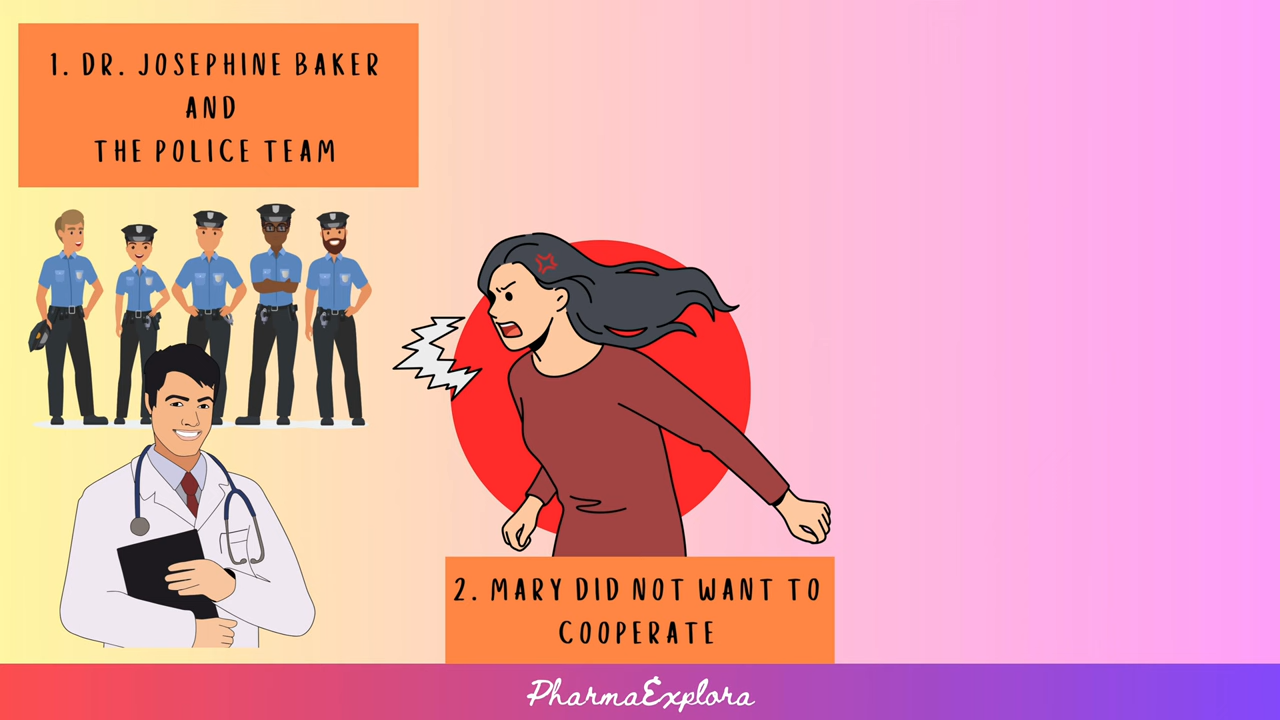 1. DR. JOSEPHINE BAKER
AND
THE POLICE TEAM
2. MARY DID NOT WANT TO
COOPERATE
PharmaExplora